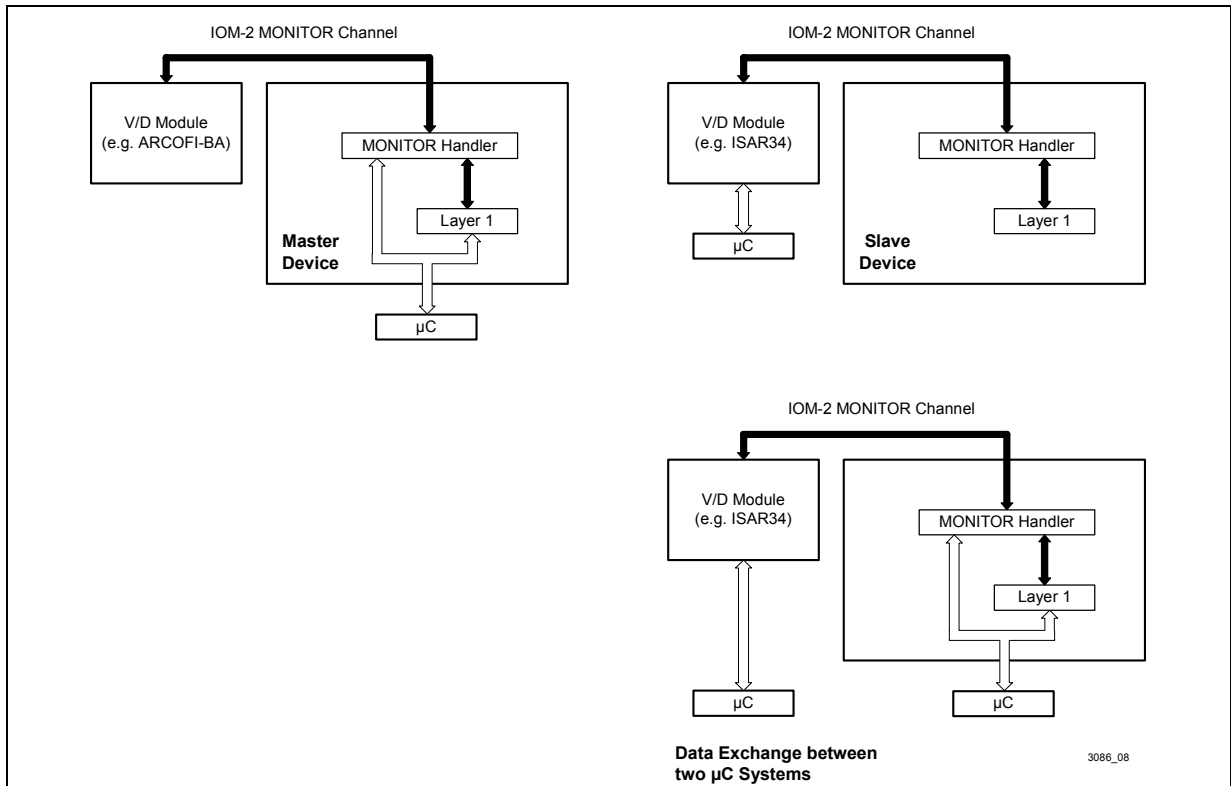 IOM-2 MONITOR Channel
V/D Module
(e.g. ARCOFI-BA)
MONITOR Handler
Layer 1
Master
Device
µC
IOM-2 MONITOR Channel
V/D Module
(e.g. ISAR34)
µC
MONITOR Handler
Layer 1
Slave
Device
IOM-2 MONITOR Channel
V/D Module
(e.g. ISAR34)
MONITOR Handler
Layer 1
µC
µC
Data Exchange between
two µC Systems
3086_08